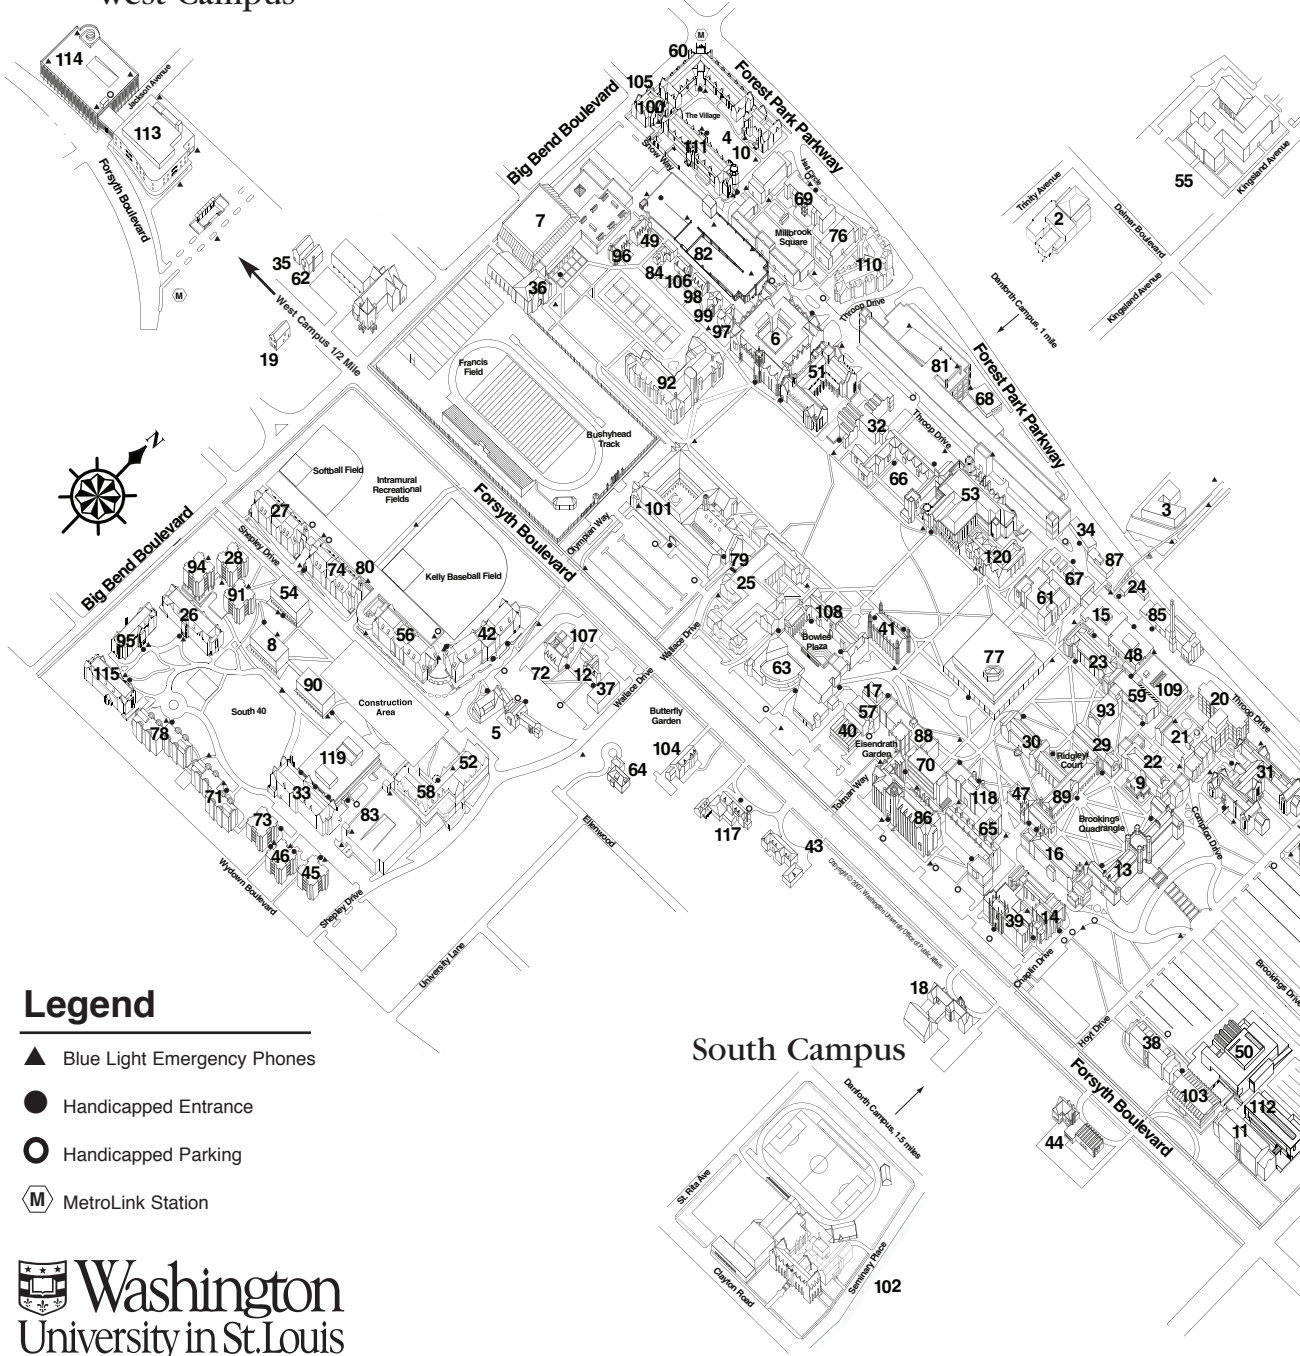 West Campus
114
113
Jackson Avenue
Forsyth Boulevard
M
35
62
19
West Campus 1/2 Mile
M
60
105
100
The Village
4
10
111
Snow Way
Big Bend Boulevard
Forest Park Parkway
69
Millbrook
Square
76
110
7
49
96
84
82
106
98
99
97
36
6
51
Throop Drive
92
Francis
Field
Bushyhead
Track
55
Kingsland Avenue
Trinity Avenue
2
Delmar Boulevard
Kingsland Avenue
Danforth Campus, 1 mile
81
68
Forest Park Parkway
32
Throop Drive
66
53
120
3
34
87
67
24
61
15
85
N
Softball Field
Intramural
Recreational
Fields
Forsyth Boulevard
Kelly Baseball Field
Olympian Way
101
79
25
108
Bowles
Plaza
41
63
77
Wallace Drive
Big Bend Boulevard
27
Shepley Drive
94
28
91
54
74
80
26
95
115
8
56
42
107
72
12
37
Wallace Drive
90
South 40
Construction
Area
5
Butterfly
Garden
78
119
52
58
33
71
83
73
46
45
Wydown Boulevard
Shepley Drive
University Lane
Ellenwood
64
104
117
43
17
57
40
Eisendrath
Garden
88
70
Tolman Way
86
118
65
47
30
Ridgley
Court
29
89
Brookings
Quadrangle
16
13
39
14
Chaplin Drive
23
48
59
109
93
20
21
22
9
31
Throop Drive
Compton Drive
Copyright © 2007 Washington University Office of Public Affairs
18
Brookings Drive
Hoyt Drive
38
50
103
112
11
Forsyth Boulevard
44
Legend
Blue Light Emergency Phones
Handicapped Entrance
Handicapped Parking
M MetroLink Station
South Campus
Danforth Campus, 1.5 miles
St. Rita Ave
Clayton Road
Seminary Place
102
Washington
University in St. Louis